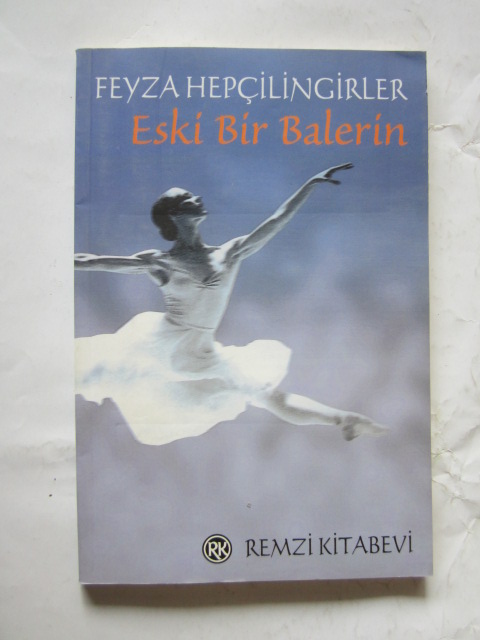 FEYZA HEPÇİLİNGİRLER
Eski Bir Balerin
RK REMZİ KİTABEVİ